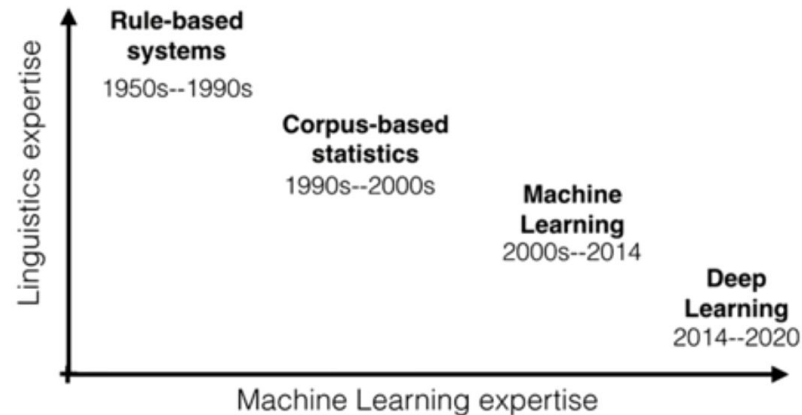 Rule-based
systems
1950s--1990s
Linguistics expertise
Corpus-based
statistics
1990s--2000s
Machine
Learning
2000s--2014
Deep
Learning
2014--2020
Machine Learning expertise